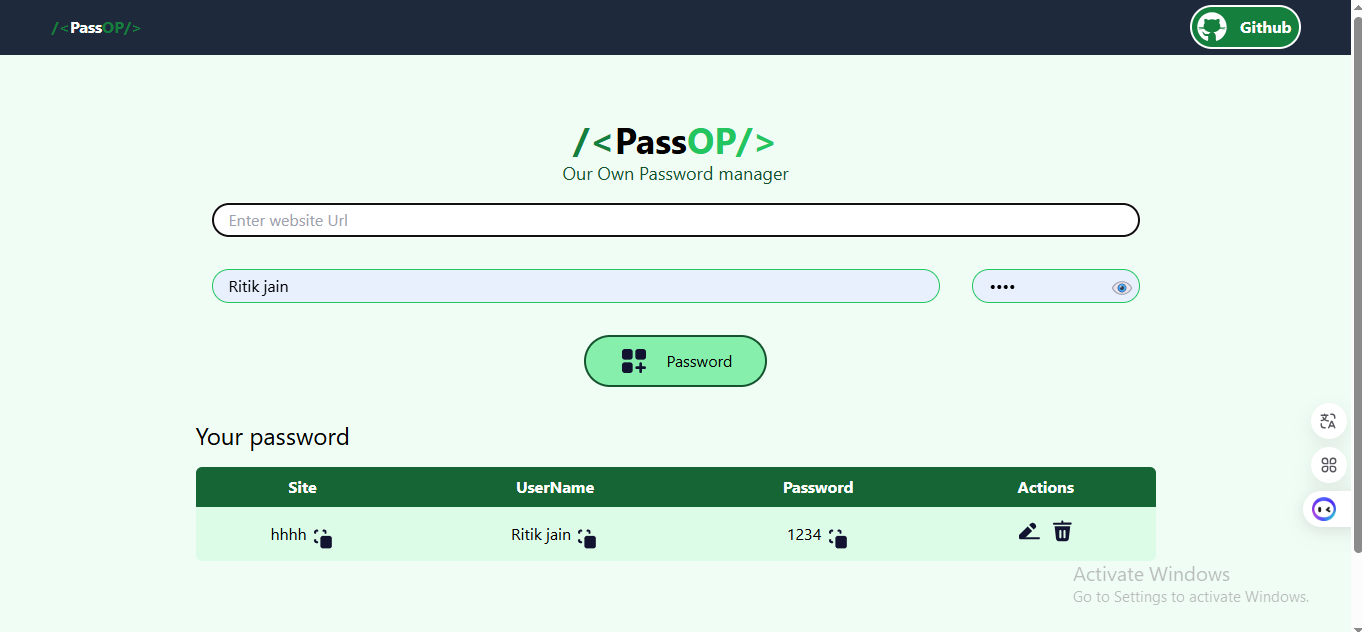 /<PassOP/>
Github
/<PassOP/>
Our Own Password manager
Enter website Url
Ritik jain
••••
Password
Your password
Site UserName Password Actions
hhhh Ritik jain 1234
Activate Windows
Go to Settings to activate Windows.